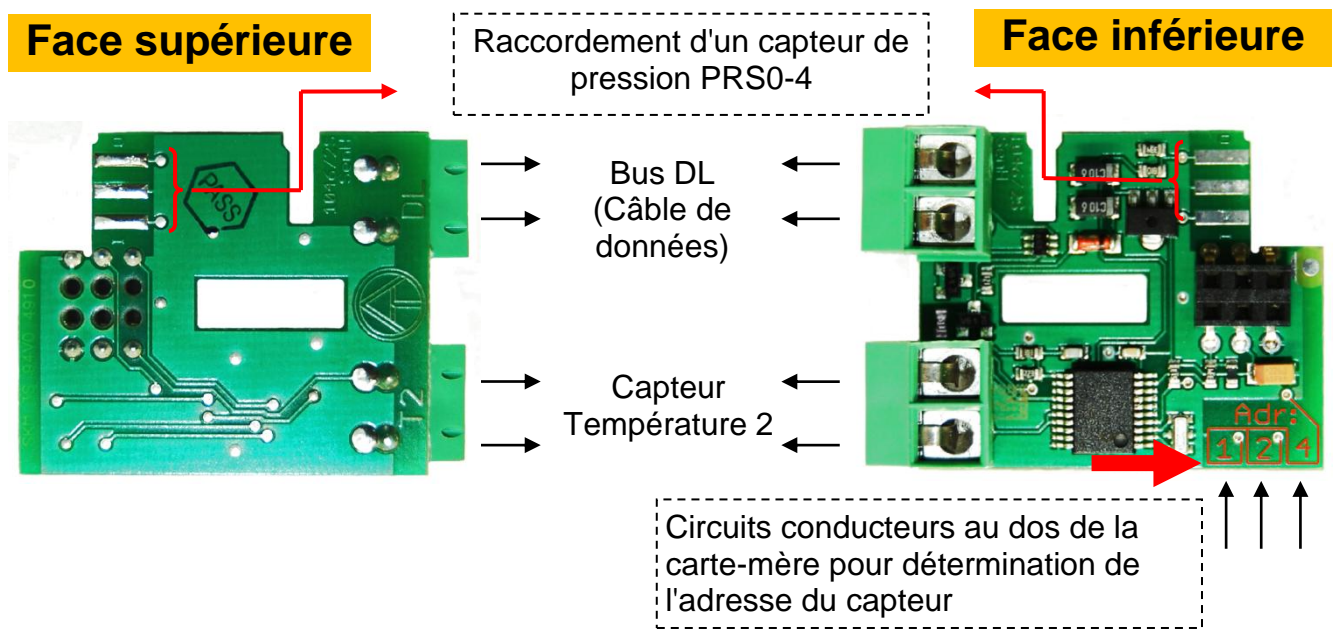 Face supérieure
Raccordement d'un capteur de
pression PRS0-4
Face inférieure
PASS
DL
Bus DL
(Câble de
données)
C106
C106
T2
Capteur
Température 2
Adr:
1 2 4
Circuits conducteurs au dos de la
carte-mère pour détermination de
l'adresse du capteur